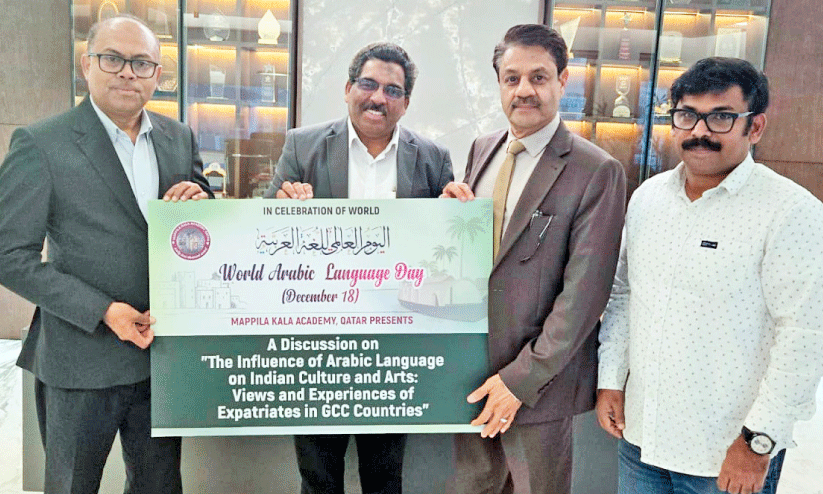 IN CELEBRATION OF WORLD
اليوم العالمي للغة العربية
World Arabic Language Day
(December 18)
MAPPILA KALA ACADEMY, QATAR PRESENTS
A Discussion on
"The Influence of Arabic Language
on Indian Culture and Arts:
Views and Experiences of
Expatriates in GCC Countries"